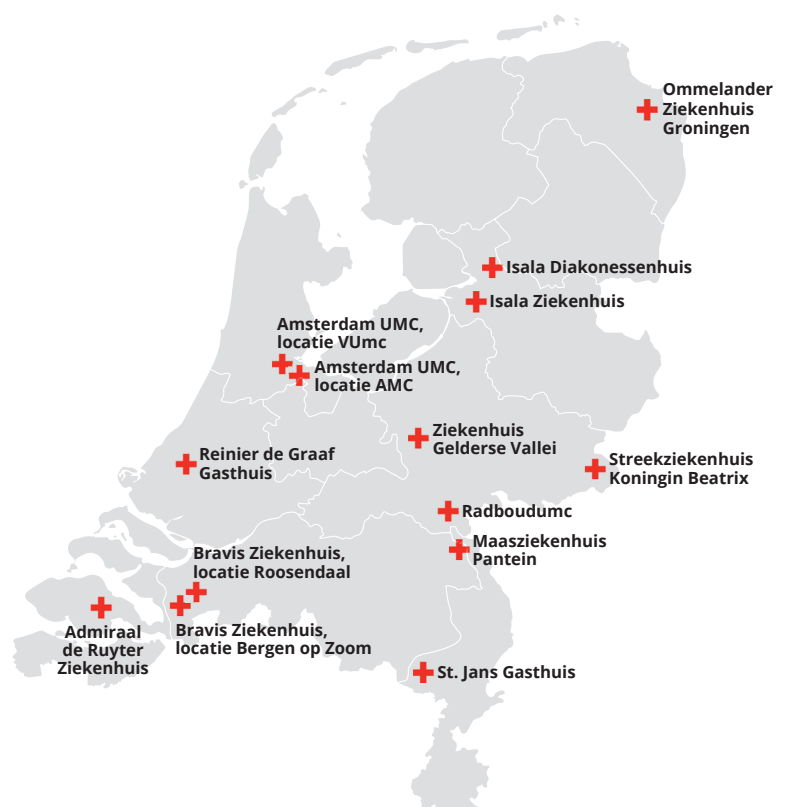 Ommelander
Ziekenhuis
Groningen
Isala Diakonessenhuis
Isala Ziekenhuis
Amsterdam UMC,
locatie VUmc
Amsterdam UMC,
locatie AMC
Ziekenhuis
Gelderse Vallei
Reinier de Graaf
Gasthuis
Streekziekenhuis
Koningin Beatrix
Radboudumc
Maasziekenhuis
Pantein
Bravis Ziekenhuis,
locatie Roosendaal
Bravis Ziekenhuis,
locatie Bergen op Zoom
Admiraal
de Ruyter
Ziekenhuis
St. Jans Gasthuis